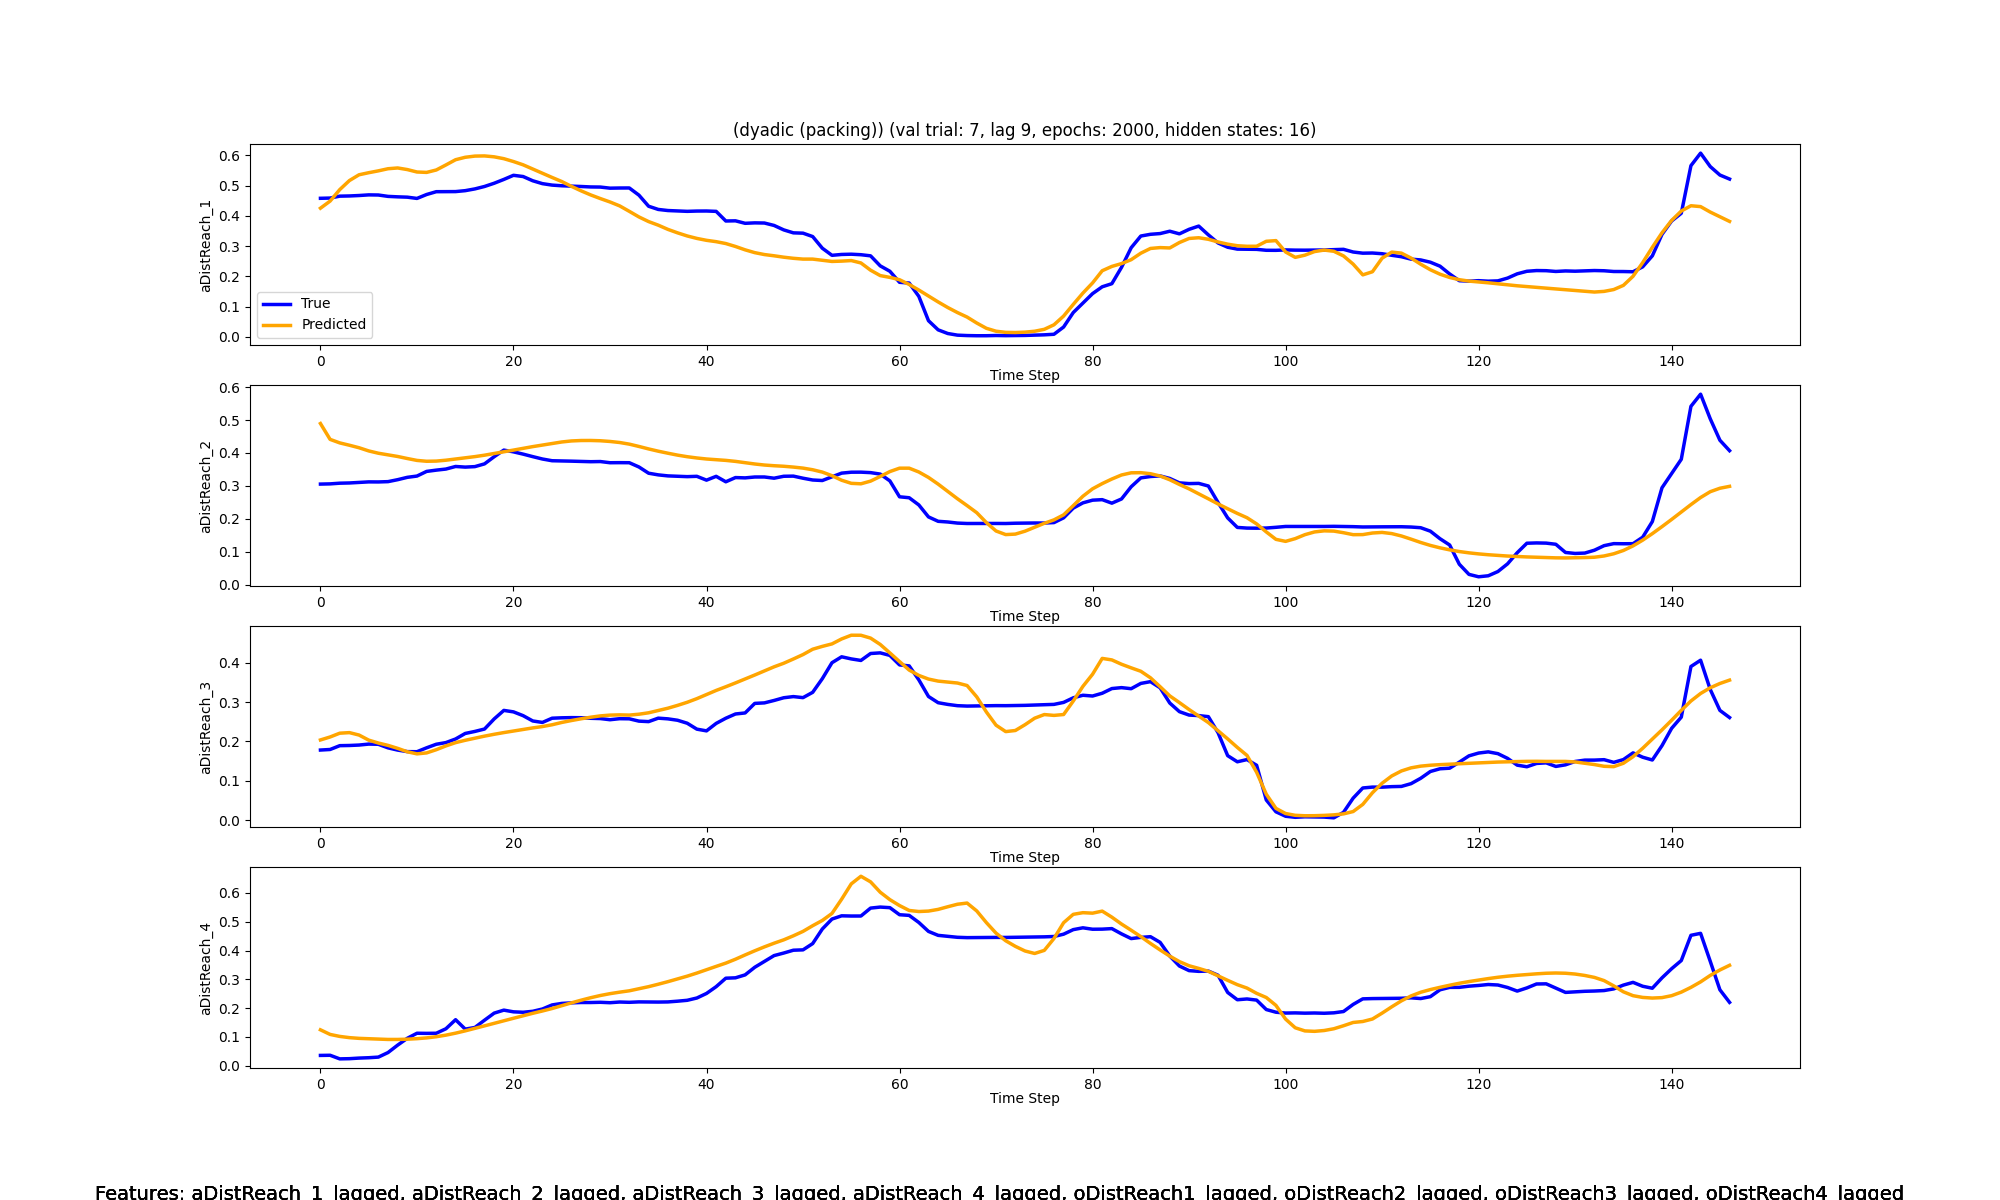 (dyadic (packing)) (val trial: 7, lag 9, epochs: 2000, hidden states: 16)
0.6
0.5
0.4
0.3
0.2
0.1
0.0
aDistReach_1
True
Predicted
0 20 40 60 80 100 120 140
Time Step
0.6
0.5
0.4
0.3
0.2
0.1
0.0
aDistReach_2
0 20 40 60 80 100 120 140
Time Step
0.4
0.3
0.2
0.1
0.0
aDistReach_3
0 20 40 60 80 100 120 140
Time Step
0.6
0.5
0.4
0.3
0.2
0.1
0.0
aDistReach_4
0 20 40 60 80 100 120 140
Time Step
Features: aDistReach_1_lagged, aDistReach_2_lagged, aDistReach_3_lagged, aDistReach_4_lagged, oDistReach1_lagged, oDistReach2_lagged, oDistReach3_lagged, oDistReach4_lagged